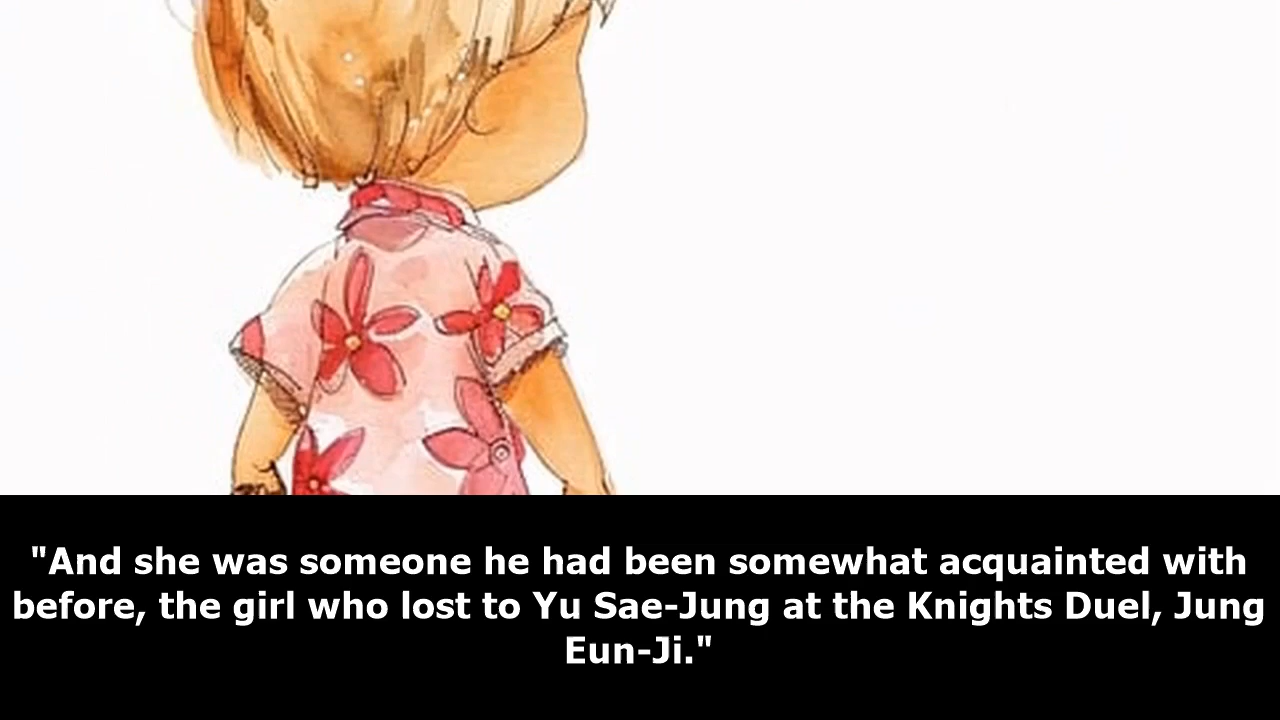 "And she was someone he had been somewhat acquainted with
before, the girl who lost to Yu Sae-Jung at the Knights Duel, Jung
Eun-Ji."